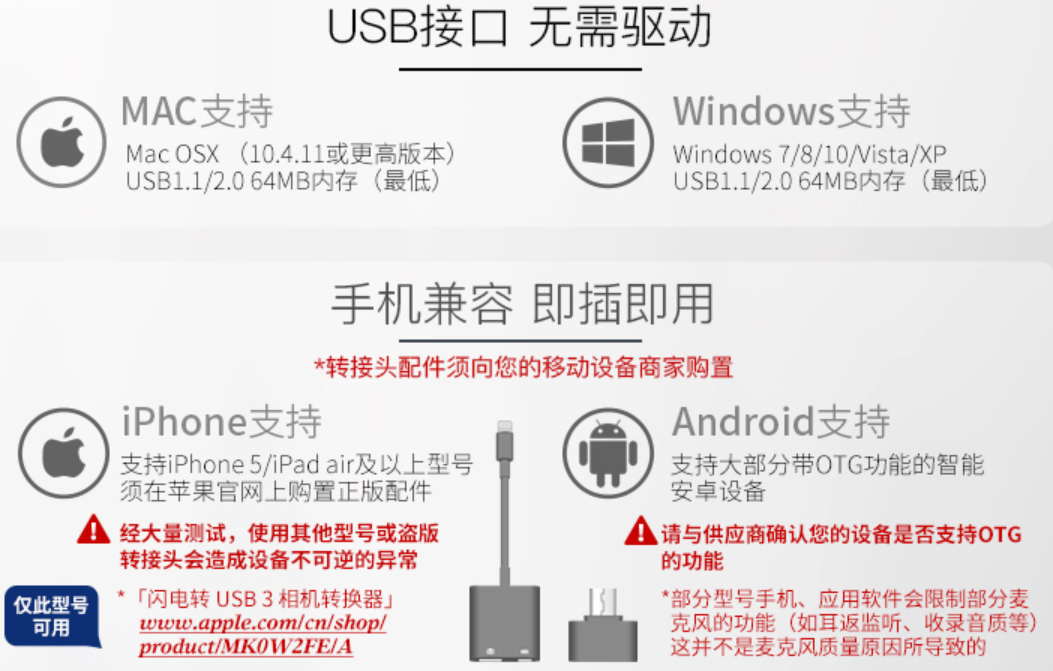 USB接口 无需驱动
MAC支持
Mac OSX （10.4.11或更高版本）
USB1.1/2.0 64MB内存（最低）
Windows支持
Windows 7/8/10/Vista/XP
USB1.1/2.0 64MB内存（最低）
手机兼容 即插即用
*转接头配件须向您的移动设备商家购置
iPhone支持
支持iPhone 5/iPad air及以上型号
须在苹果官网上购置正版配件
经大量测试，使用其他型号或盗版
转接头会造成设备不可逆的异常
仅此型号
可用
*「闪电转 USB 3 相机转换器」
www.apple.com/cn/shop/
product/MK0W2FE/A
Android支持
支持大部分带OTG功能的智能
安卓设备
请与供应商确认您的设备是否支持OTG
的功能
*部分型号手机、应用软件会限制部分麦
克风的功能（如耳返监听、收录音质等）
这并不是麦克风质量原因所导致的